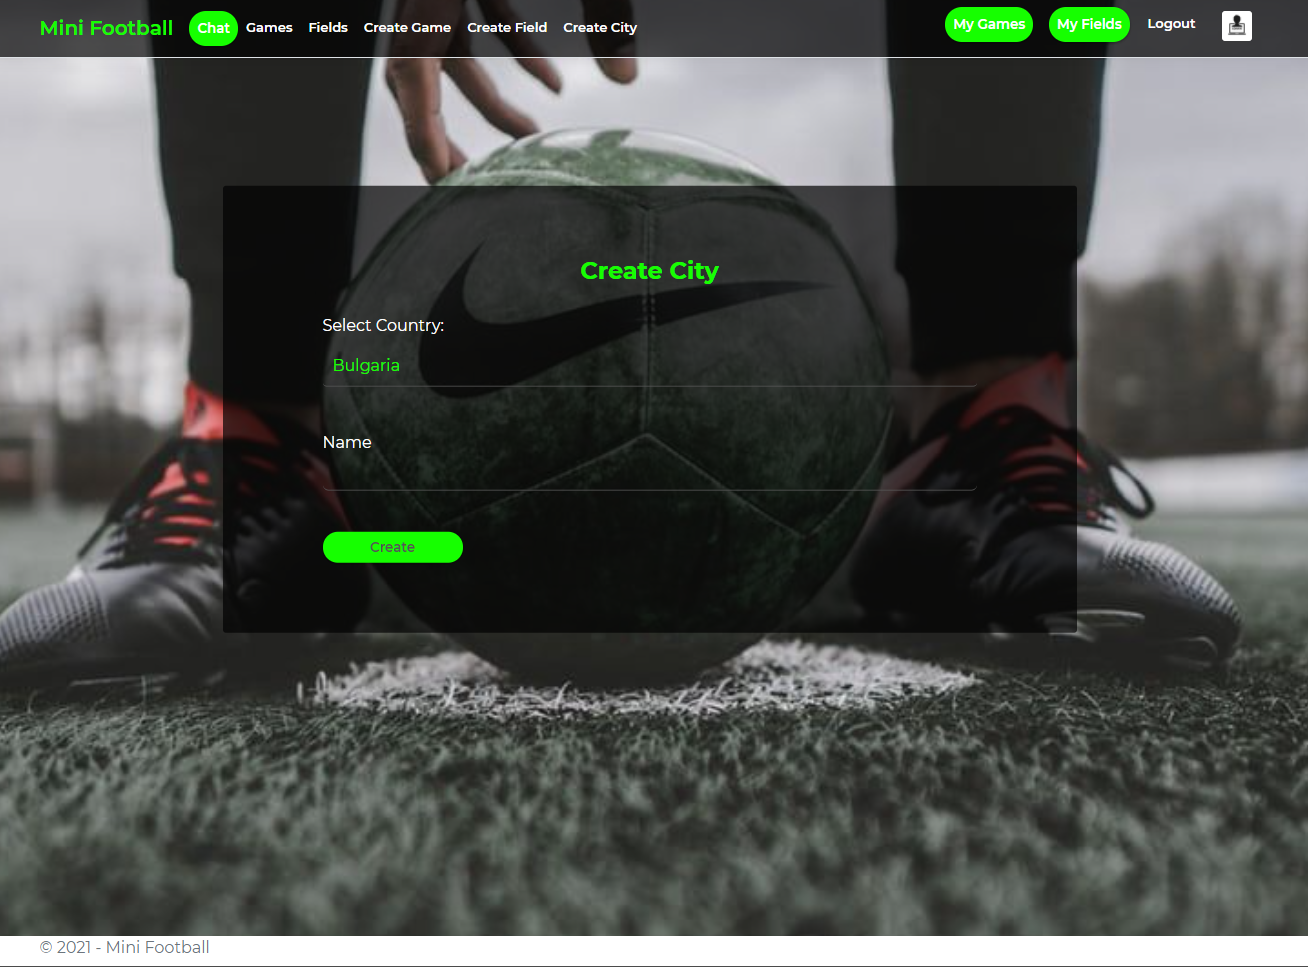 Mini Football Chat Games Fields Create Game Create Field Create City My Games My Fields Logout
Create City
Select Country:
Bulgaria
Name
Create
© 2021 - Mini Football